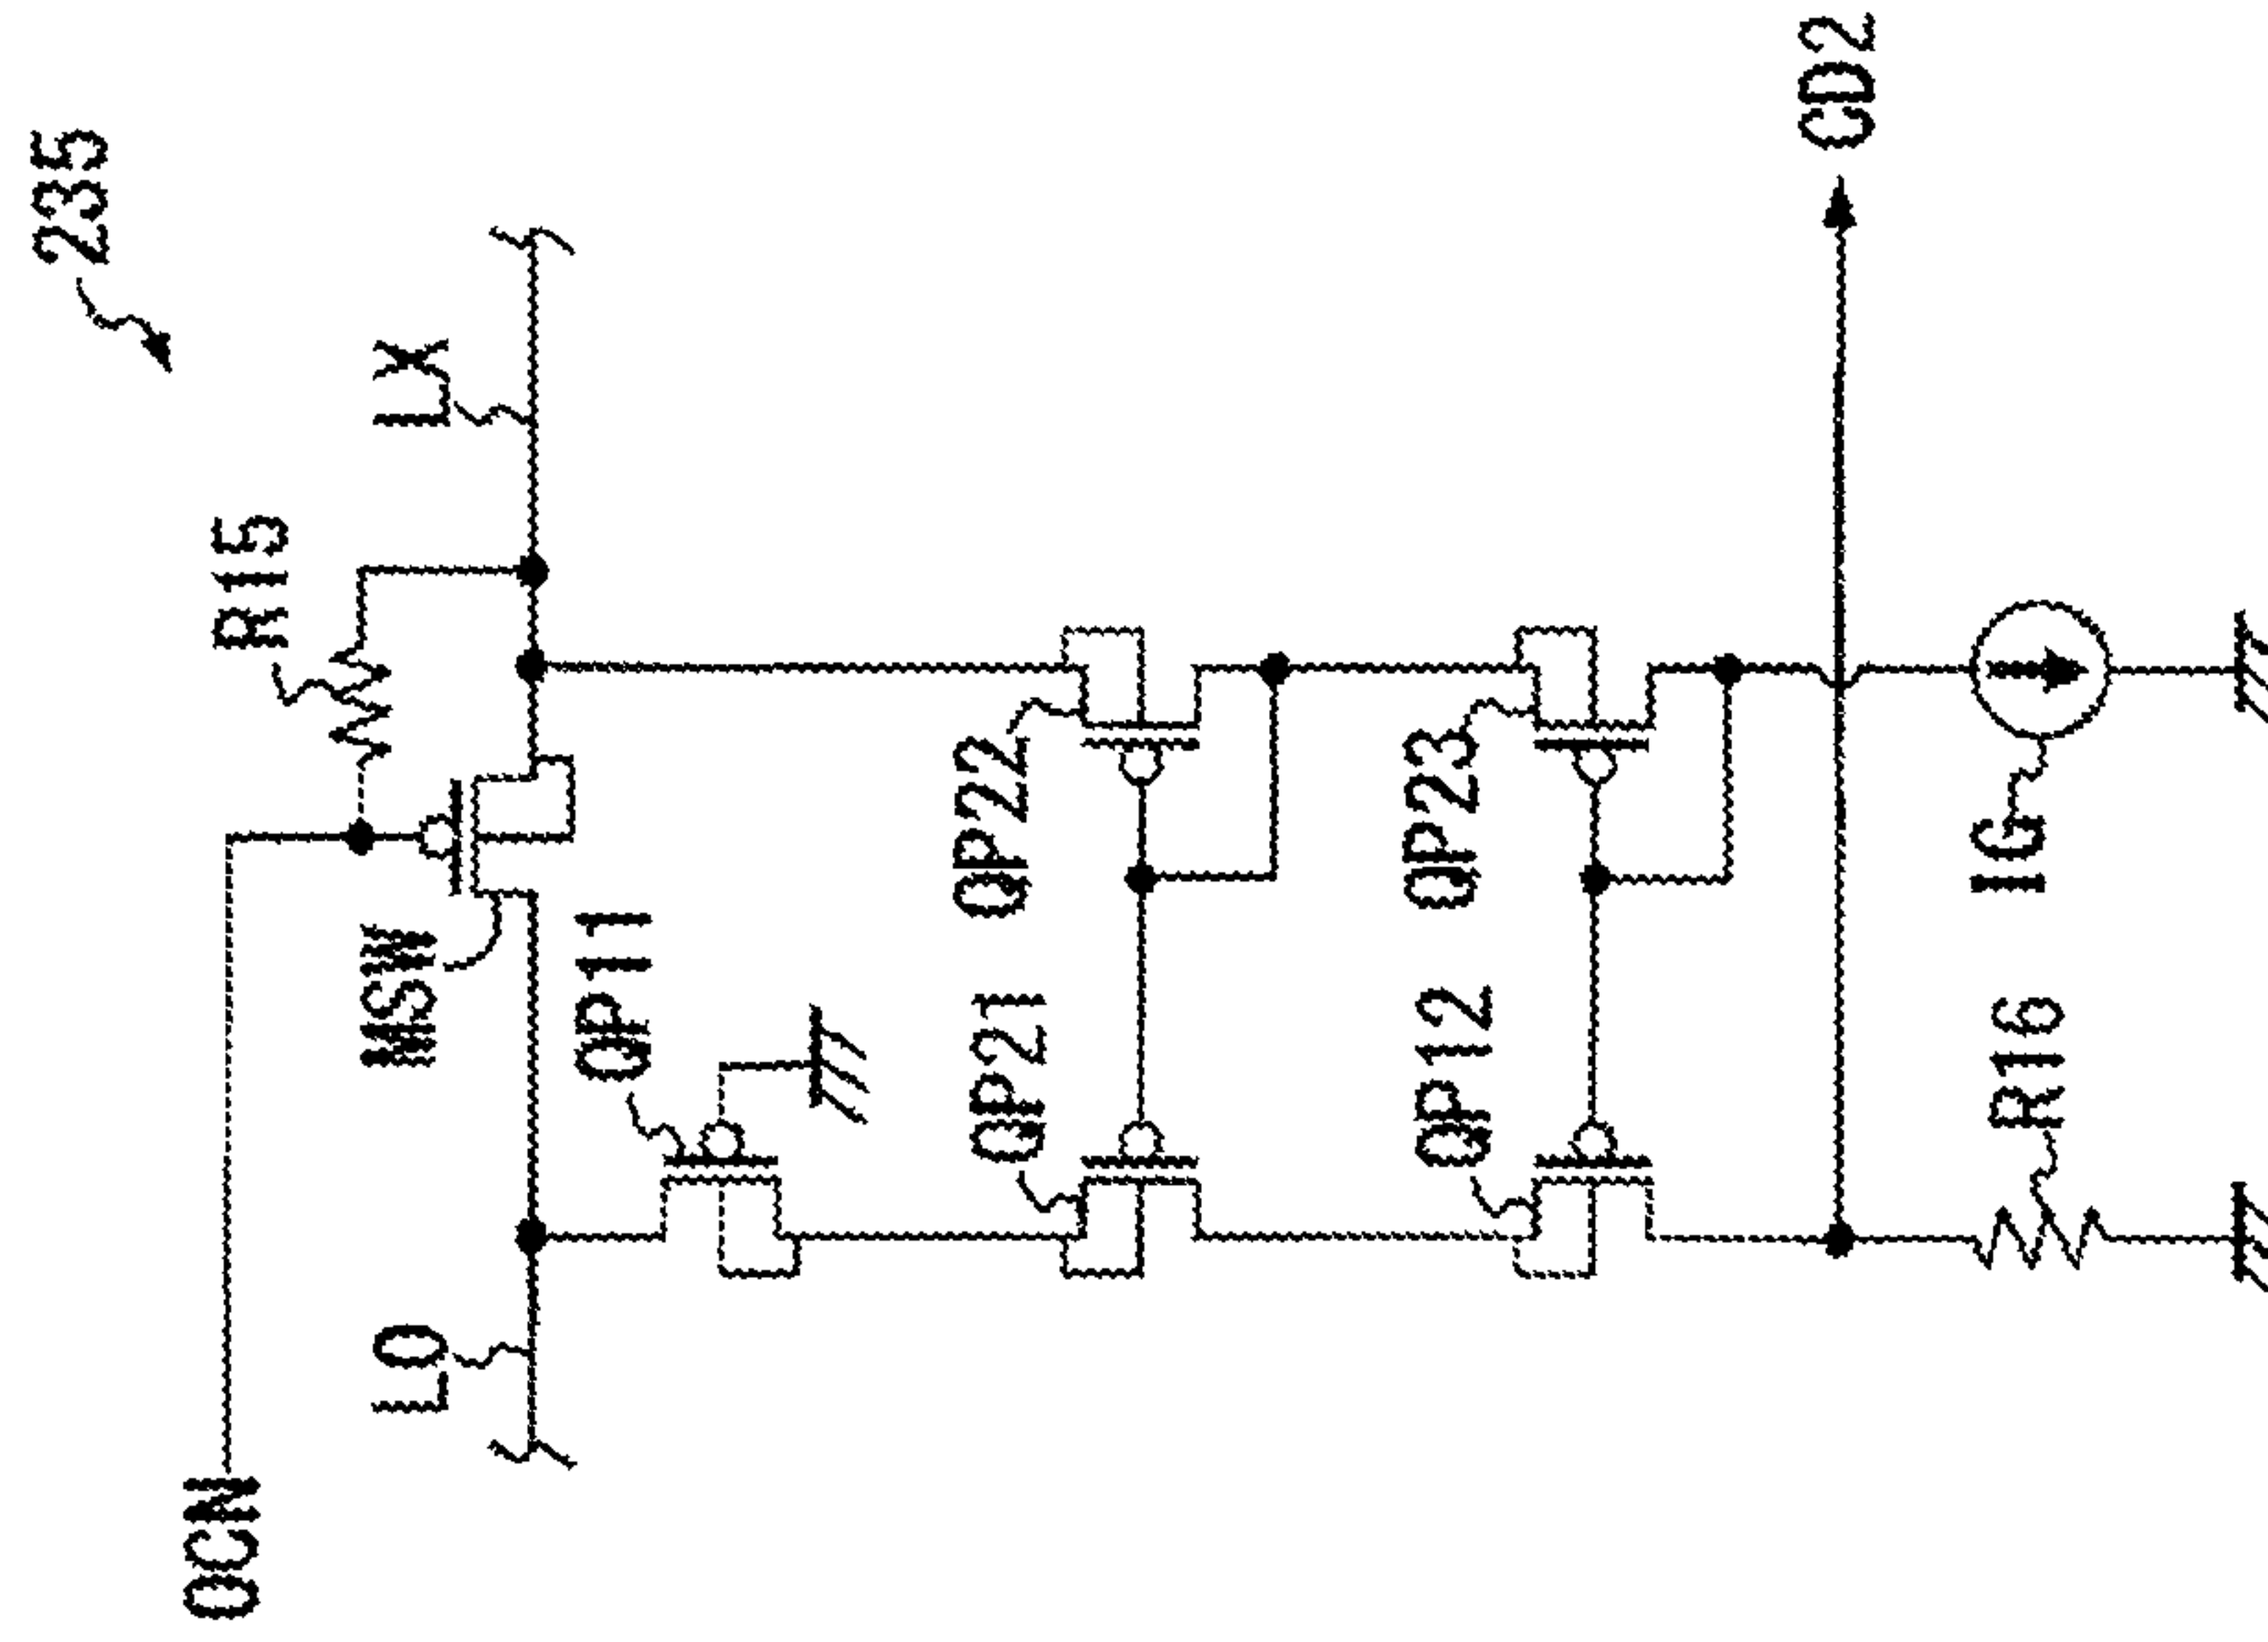 235
OCN
R15
LO
MSW
LX
QP11
QP21
QP22
QP12
QP23
CD2
R16
IG